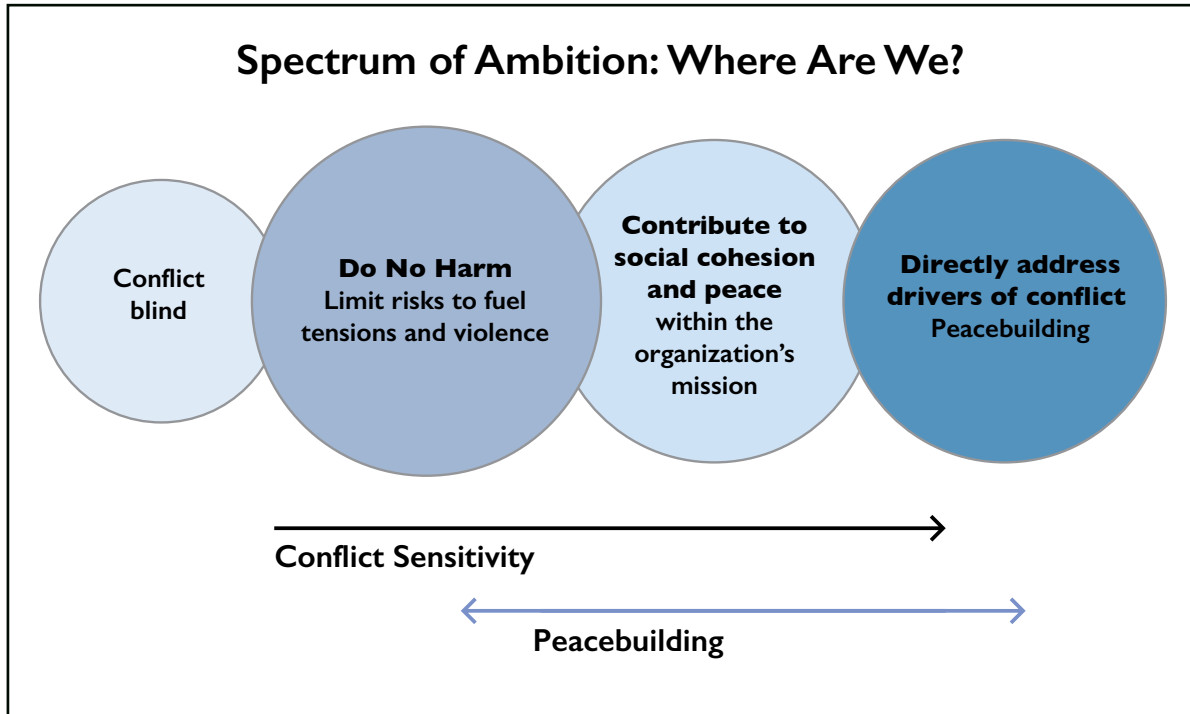 Spectrum of Ambition: Where Are We?
Conflict
blind
Do No Harm
Limit risks to fuel
tensions and violence
Contribute to
social cohesion
and peace
within the
organization’s
mission
Directly address
drivers of conflict
Peacebuilding
Conflict Sensitivity
Peacebuilding